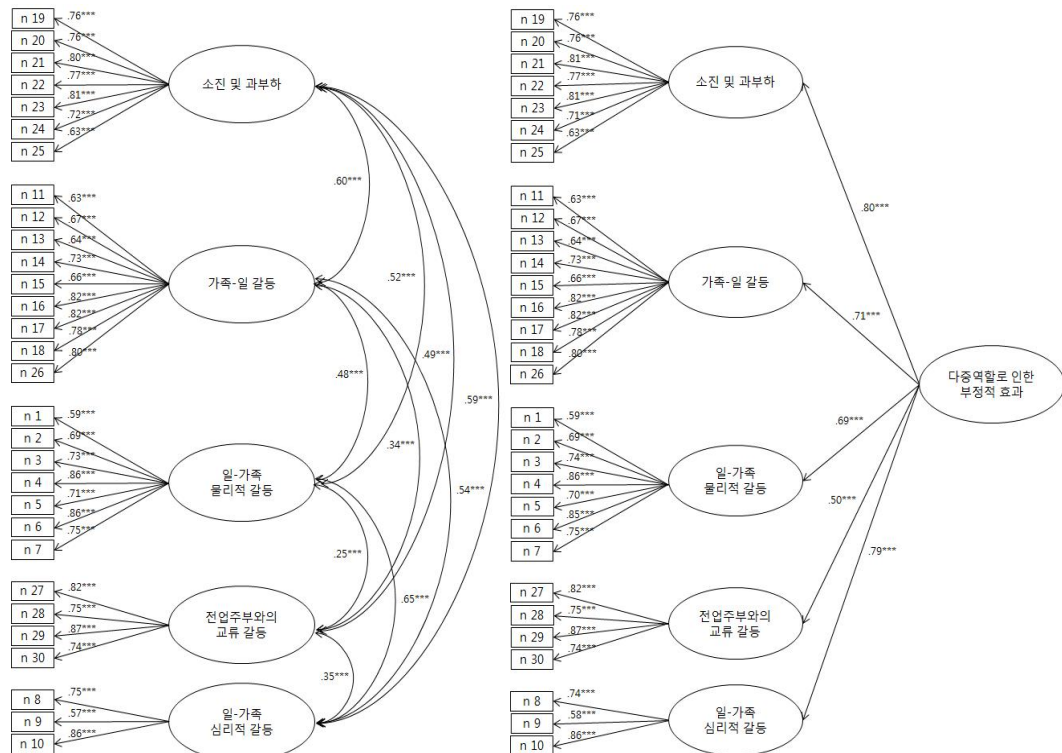 n 19
n 20
n 21
n 22
n 23
n 24
n 25
.76***
.76***
.80***
.77***
.81***
.72***
.63***
소진 및 과부하
n 11
n 12
n 13
n 14
n 15
n 16
n 17
n 18
n 26
.63***
.67***
.64***
.73***
.66***
.82***
.82***
.78***
.80***
가족-일 갈등
n 1
n 2
n 3
n 4
n 5
n 6
n 7
.59***
.69***
.73***
.86***
.71***
.86***
.75***
일-가족
물리적 갈등
n 27
n 28
n 29
n 30
.82***
.75***
.87***
.74***
전업주부와의
교류 갈등
n 8
n 9
n 10
.75***
.57***
.86***
일-가족
심리적 갈등
.60***
.52***
.49***
.59***
.48***
.34***
.54***
.25***
.65***
.35***
n 19
n 20
n 21
n 22
n 23
n 24
n 25
.76***
.76***
.81***
.77***
.81***
.71***
.63***
소진 및 과부하
n 11
n 12
n 13
n 14
n 15
n 16
n 17
n 18
n 26
.63***
.67***
.64***
.73***
.66***
.82***
.82***
.78***
.80***
가족-일 갈등
n 1
n 2
n 3
n 4
n 5
n 6
n 7
.59***
.69***
.74***
.86***
.70***
.85***
.75***
일-가족
물리적 갈등
n 27
n 28
n 29
n 30
.82***
.75***
.87***
.74***
전업주부와의
교류 갈등
n 8
n 9
n 10
.74***
.58***
.86***
일-가족
심리적 갈등
.80***
.71***
.69***
.50***
.79***
다중역할로 인한
부정적 효과